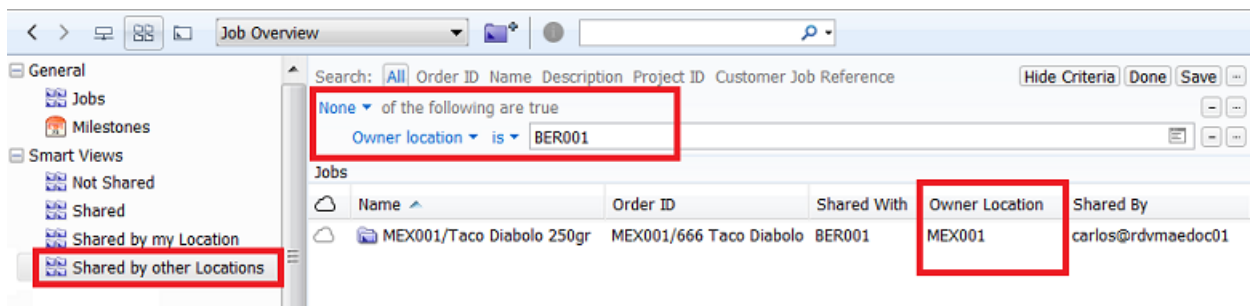 Job Overview
General
Jobs
Milestones
Smart Views
Not Shared
Shared
Shared by my Location
Shared by other Locations
Search: All Order ID Name Description Project ID Customer Job Reference Hide Criteria Done Save ...
None of the following are true - ...
Owner location is BER001 - ...
Jobs
Name Order ID Shared With Owner Location Shared By
MEX001/Taco Diabolo 250gr MEX001/666 Taco Diabolo BER001 MEX001 carlos@rdvmaedoc01